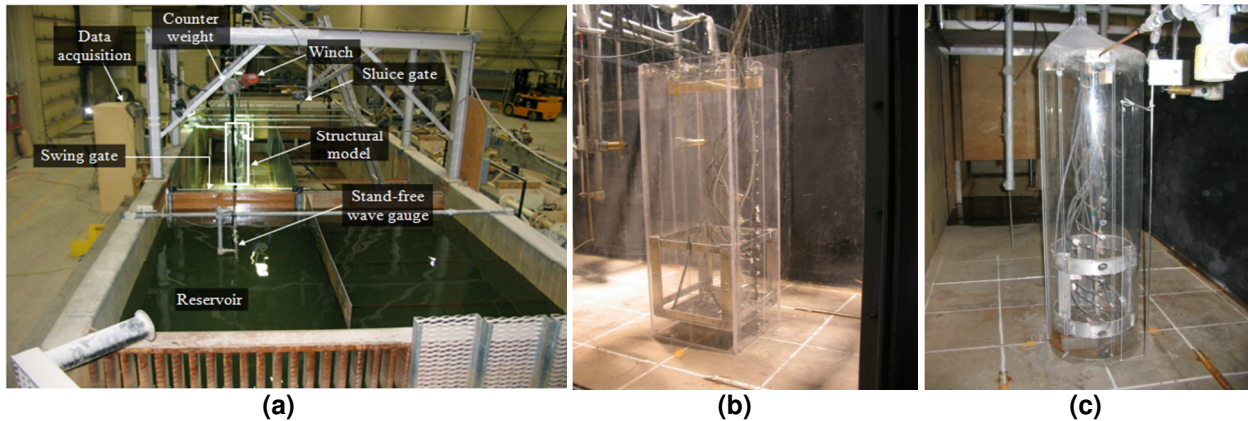 Counter
weight
Data
acquisition
Winch
Sluice gate
Structural
model
Swing gate
Stand-free
wave gauge
Reservoir
(a)
(b)
(c)